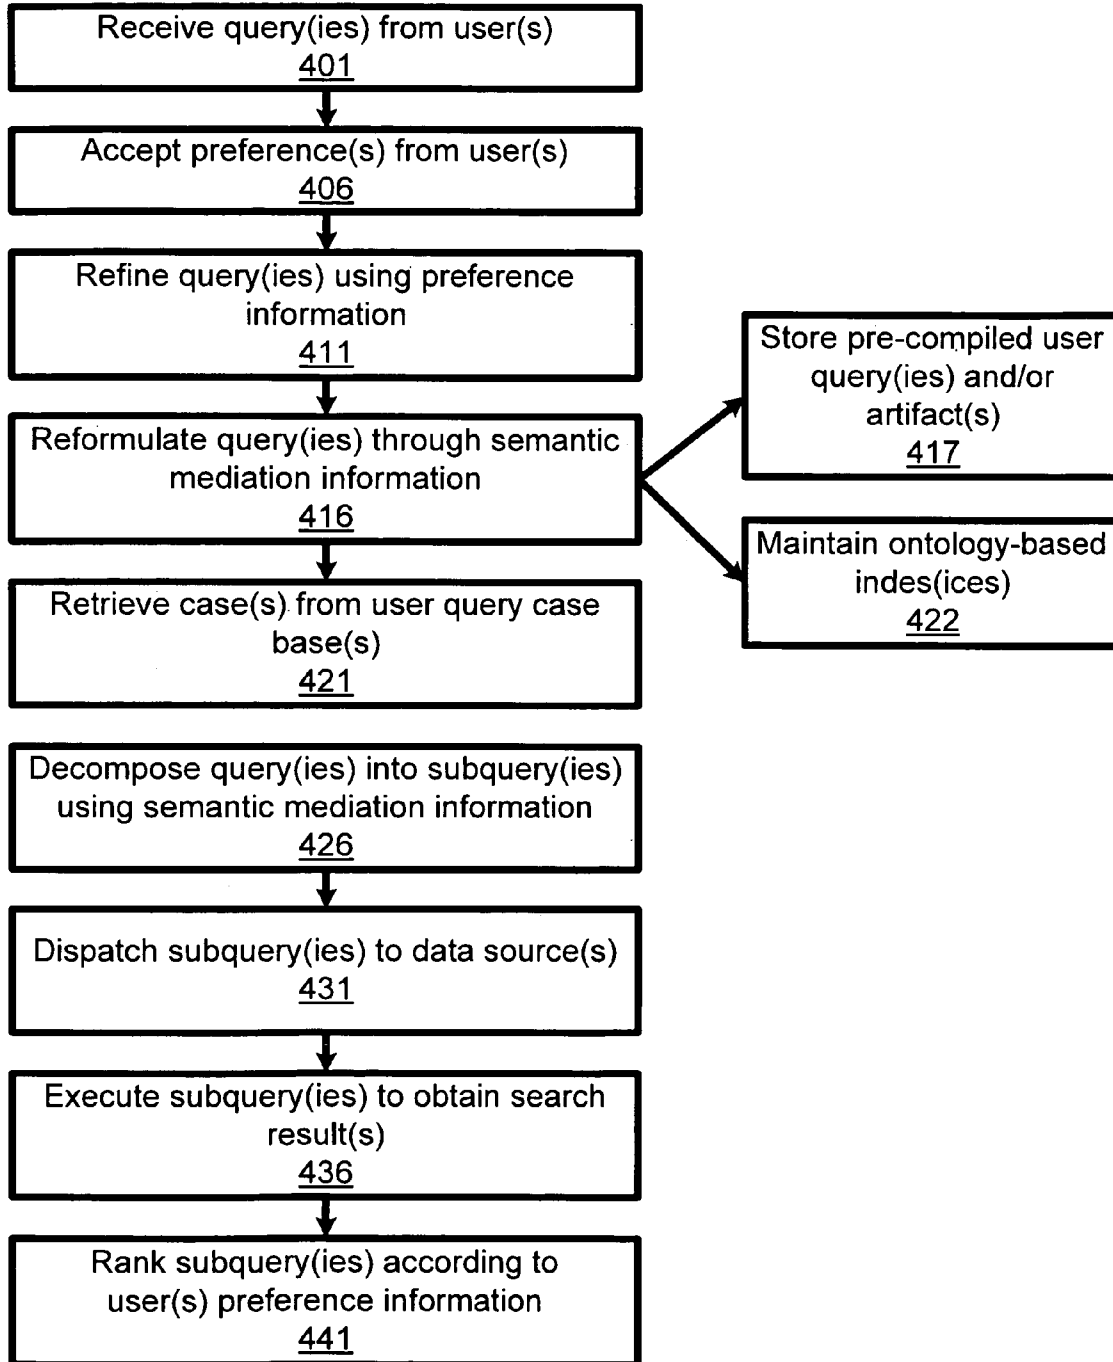 Receive query(ies) from user(s)
401
Accept preference(s) from user(s)
406
Refine query(ies) using preference
information
411
Reformulate query(ies) through semantic
mediation information
416
Store pre-compiled user
query(ies) and/or
artifact(s)
417
Maintain ontology-based
indes(ices)
422
Retrieve case(s) from user query case
base(s)
421
Decompose query(ies) into subquery(ies)
using semantic mediation information
426
Dispatch subquery(ies) to data source(s)
431
Execute subquery(ies) to obtain search
result(s)
436
Rank subquery(ies) according to
user(s) preference information
441